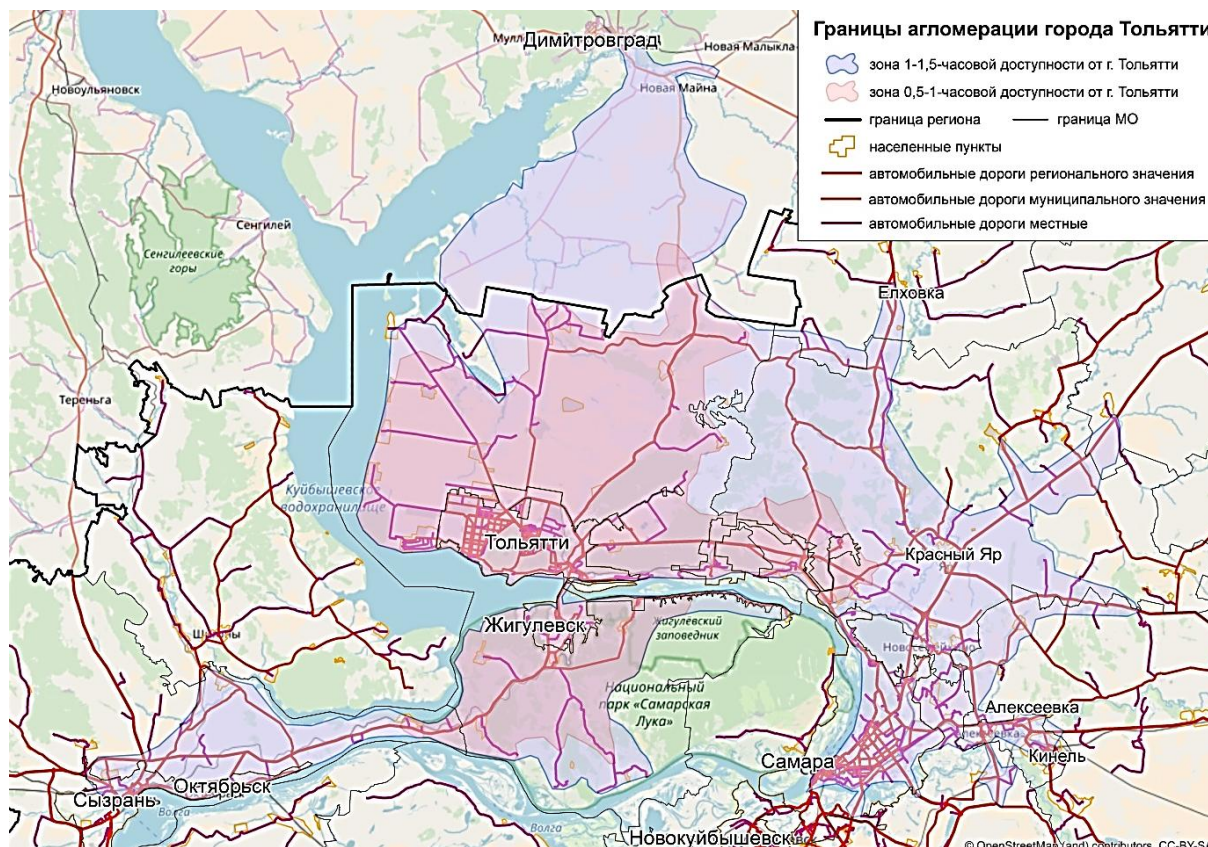 Границы агломерации города Тольятти
зона 1-1,5-часовой доступности от г. Тольятти
зона 0,5-1-часовой доступности от г. Тольятти
граница региона
граница МО
населенные пункты
автомобильные дороги регионального значения
автомобильные дороги муниципального значения
автомобильные дороги местные
Димитровград
Новая Малыкла
Новоульяновск
Новая Майна
Сенгилей
Сенгилеевские
горы
Елховка
Тереньга
Куйбышевское
водохранилище
Тольятти
Красный Яр
Жигулевск
Жигулёвский
заповедник
Национальный
парк «Самарская
Лука»
Алексеевка
Самара
Кинель
Октябрьск
Сызрань
Волга
Волга
Новокуйбышевск
© OpenStreetMap (and) contributors, CC-BY-SA